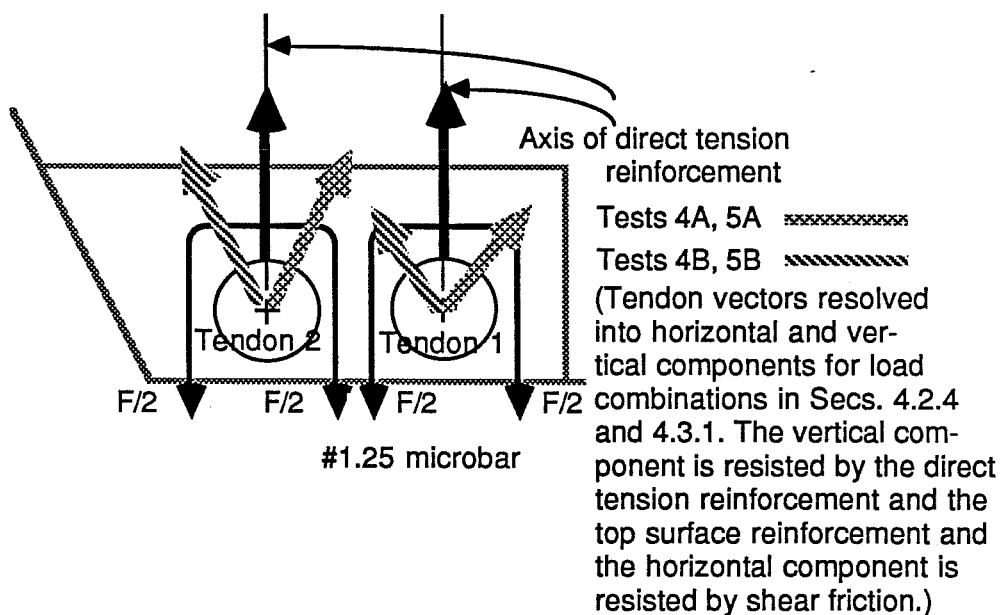 Axis of direct tension
reinforcement
Tests 4A, 5A
Tests 4B, 5B
(Tendon vectors resolved
into horizontal and ver-
tical components for load
combinations in Secs. 4.2.4
and 4.3.1. The vertical com-
ponent is resisted by the direct
tension reinforcement and the
top surface reinforcement and
the horizontal component is
resisted by shear friction.)
Tendon 2 Tendon 1
F/2 F/2 F/2 F/2
#1.25 microbar